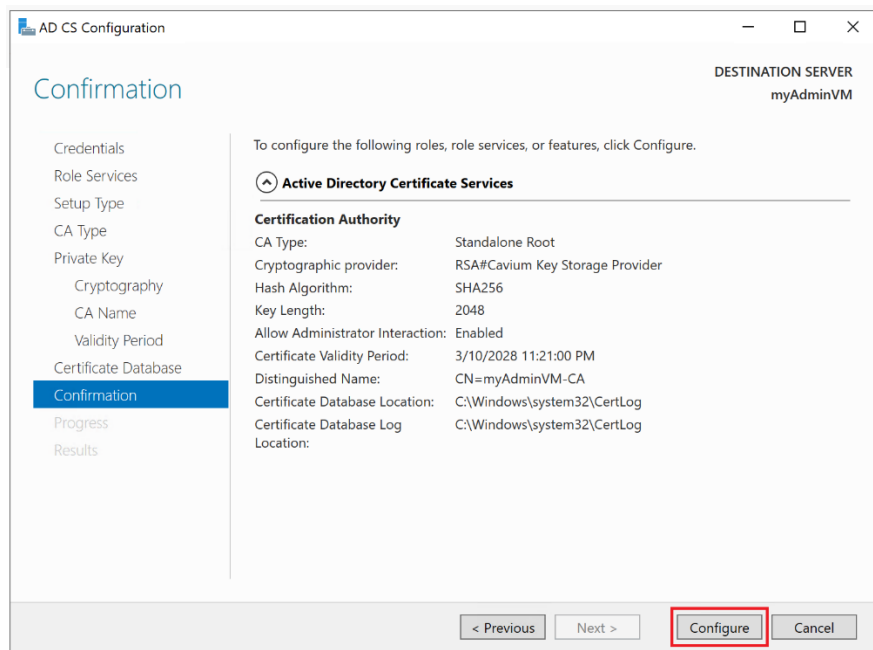 AD CS Configuration
Confirmation
DESTINATION SERVER
myAdminVM
Credentials
Role Services
Setup Type
CA Type
Private Key
Cryptography
CA Name
Validity Period
Certificate Database
Confirmation
Progress
Results
To configure the following roles, role services, or features, click Configure.
Active Directory Certificate Services
Certification Authority
CA Type: Standalone Root
Cryptographic provider: RSA#Cavium Key Storage Provider
Hash Algorithm: SHA256
Key Length: 2048
Allow Administrator Interaction: Enabled
Certificate Validity Period: 3/10/2028 11:21:00 PM
Distinguished Name: CN=myAdminVM-CA
Certificate Database Location: C:\Windows\system32\CertLog
Certificate Database Log C:\Windows\system32\CertLog
Location:
< Previous Next > Configure Cancel